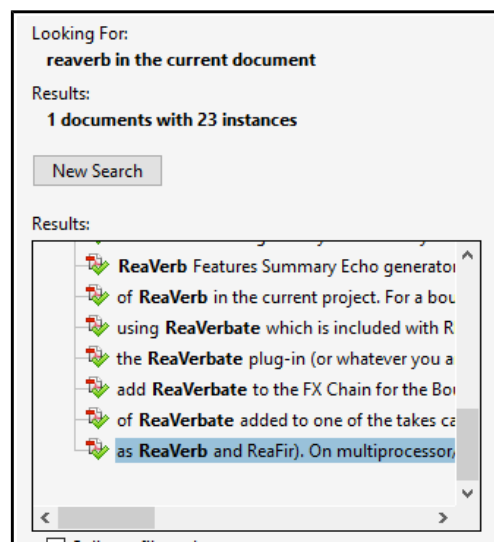 Looking For:
reaverb in the current document
Results:
1 documents with 23 instances
New Search
Results:
ReaVerb Features Summary Echo generator
of ReaVerb in the current project. For a bou
using ReaVerbate which is included with R
the ReaVerbate plug-in (or whatever you a
add ReaVerbate to the FX Chain for the Bou
of ReaVerbate added to one of the takes ca
as ReaVerb and ReaFir). On multiprocessor/